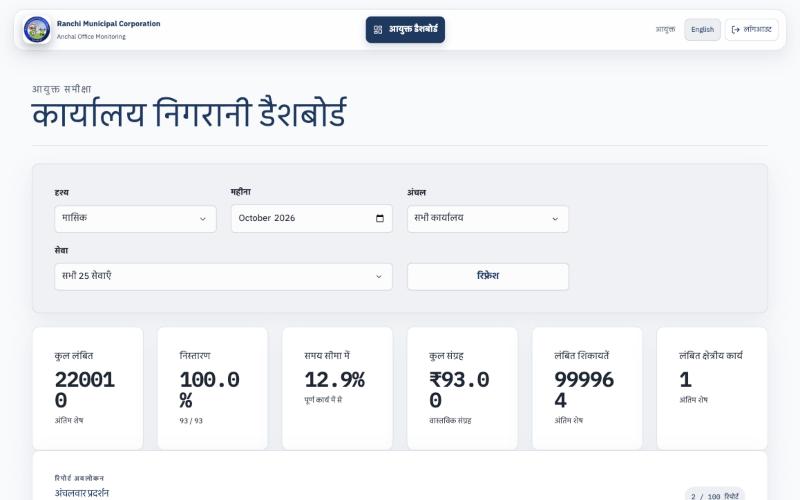 Ranchi Municipal Corporation
Anchal Office Monitoring
आयुक्त डैशबोर्ड
आयुक्त
English
लॉगआउट
आयुक्त समीक्षा
कार्यालय निगरानी डैशबोर्ड
दृश्य
महीना
अंचल
मासिक
October 2026
सभी कार्यालय
सेवा
सभी 25 सेवाएँ
रिफ्रेश
कुल लंबित
22001
0
अंतिम शेष
निस्तारण
100.0
%
93 / 93
समय सीमा में
12.9%
पूर्ण कार्य में से
कुल संग्रह
₹93.0
0
वास्तविक संग्रह
लंबित शिकायतें
99996
4
अंतिम शेष
लंबित क्षेत्रीय कार्य
1
अंतिम शेष
रिपोर्ट अवलोकन
अंचलवार प्रदर्शन
2 / 100 रिपोर्ट